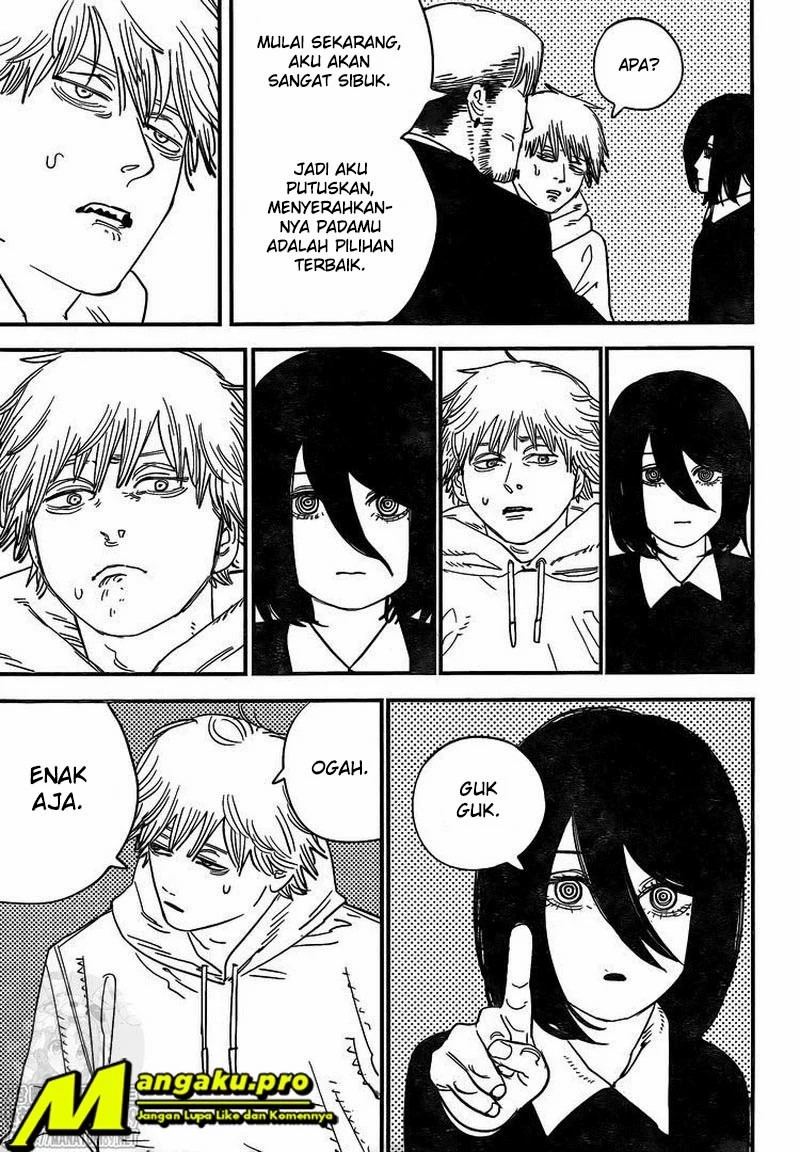 APA?
MULAI SEKARANG,
AKU AKAN
SANGAT SIBUK.
JADI AKU
PUTUSKAN,
MENYERAHKAN-
NYA PADAMU
ADALAH PILIHAN
TERBAIK.
GUK
GUK.
OGAH.
ENAK
AJA.
Mangaku.pro
Jangan Lupa Like dan Komennya